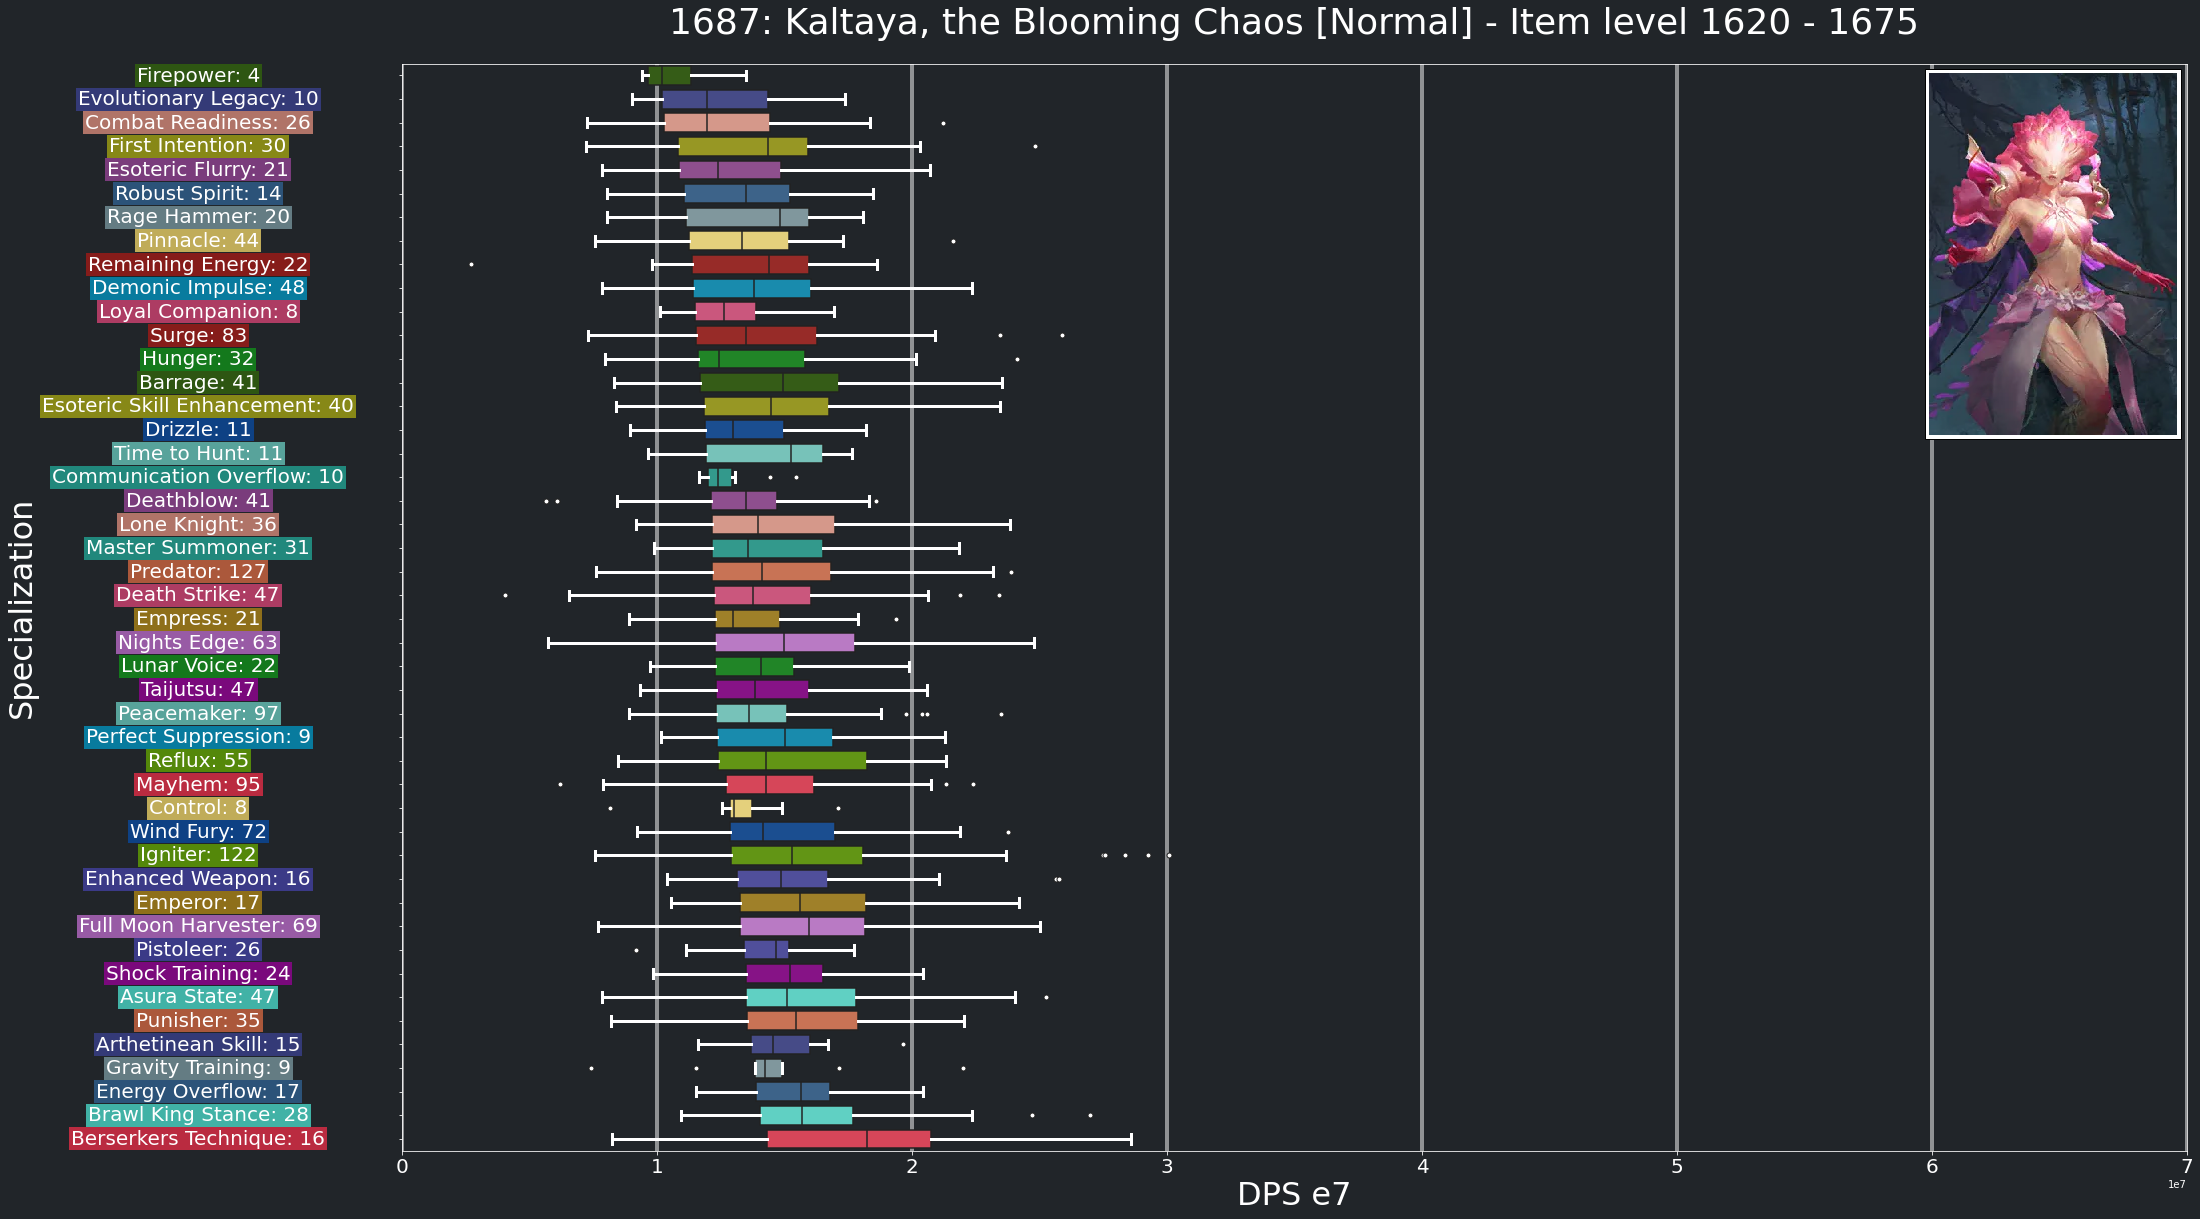 1687: Kaltaya, the Blooming Chaos [Normal] - Item level 1620 - 1675
Specialization
Firepower: 4
Evolutionary Legacy: 10
Combat Readiness: 26
First Intention: 30
Esoteric Flurry: 21
Robust Spirit: 14
Rage Hammer: 20
Pinnacle: 44
Remaining Energy: 22
Demonic Impulse: 48
Loyal Companion: 8
Surge: 83
Hunger: 32
Barrage: 41
Esoteric Skill Enhancement: 40
Drizzle: 11
Time to Hunt: 11
Communication Overflow: 10
Deathblow: 41
Lone Knight: 36
Master Summoner: 31
Predator: 127
Death Strike: 47
Empress: 21
Nights Edge: 63
Lunar Voice: 22
Taijutsu: 47
Peacemaker: 97
Perfect Suppression: 9
Reflux: 55
Mayhem: 95
Control: 8
Wind Fury: 72
Igniter: 122
Enhanced Weapon: 16
Emperor: 17
Full Moon Harvester: 69
Pistoleer: 26
Shock Training: 24
Asura State: 47
Punisher: 35
Arthetinean Skill: 15
Gravity Training: 9
Energy Overflow: 17
Brawl King Stance: 28
Berserkers Technique: 16
0 1 2 3 4 5 6 7
1e7
DPS e7